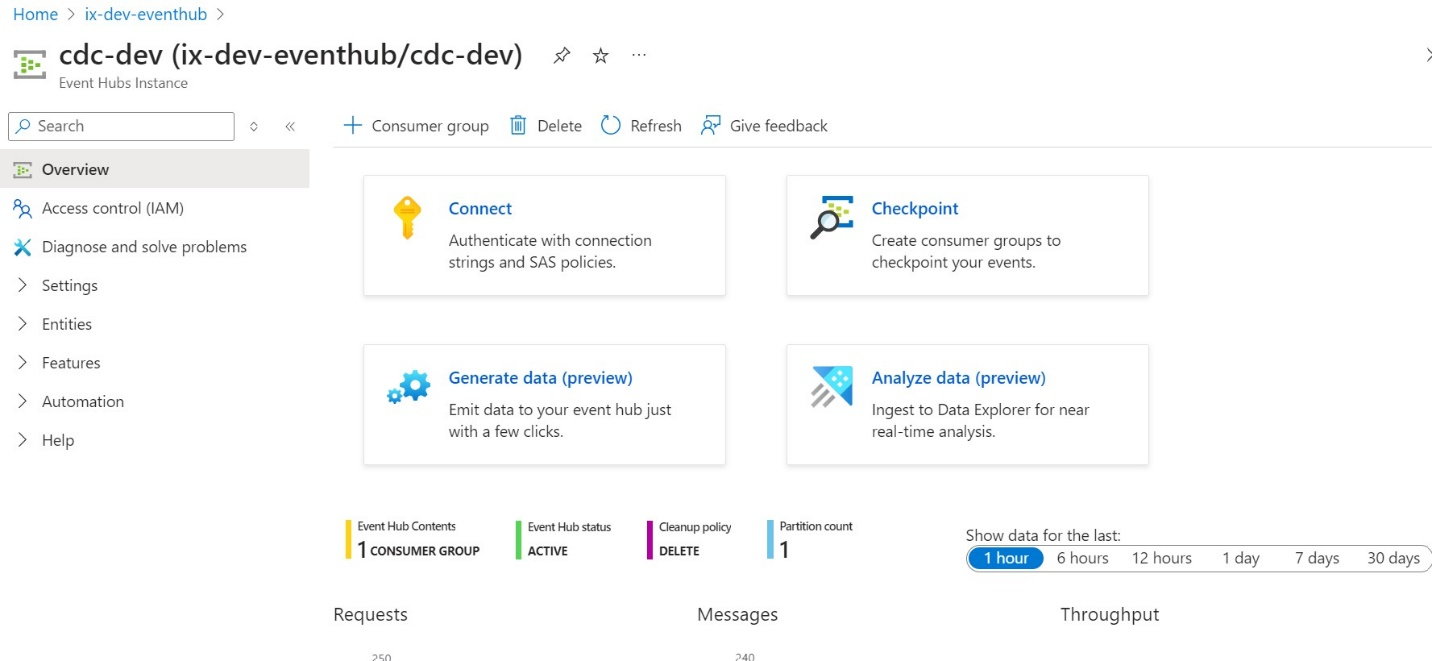 Home > ix-dev-eventhub >
cdc-dev (ix-dev-eventhub/cdc-dev)
Event Hubs Instance
Search
Consumer group
Delete
Refresh
Give feedback
Overview
Access control (IAM)
Diagnose and solve problems
Settings
Entities
Features
Automation
Help
Connect
Authenticate with connection
strings and SAS policies.
Checkpoint
Create consumer groups to
checkpoint your events.
Generate data (preview)
Emit data to your event hub just
with a few clicks.
Analyze data (preview)
Ingest to Data Explorer for near
real-time analysis.
Event Hub Contents
1 CONSUMER GROUP
Event Hub status
ACTIVE
Cleanup policy
DELETE
Partition count
1
Show data for the last:
1 hour 6 hours 12 hours 1 day 7 days 30 days
Requests
Messages
Throughput
250
240